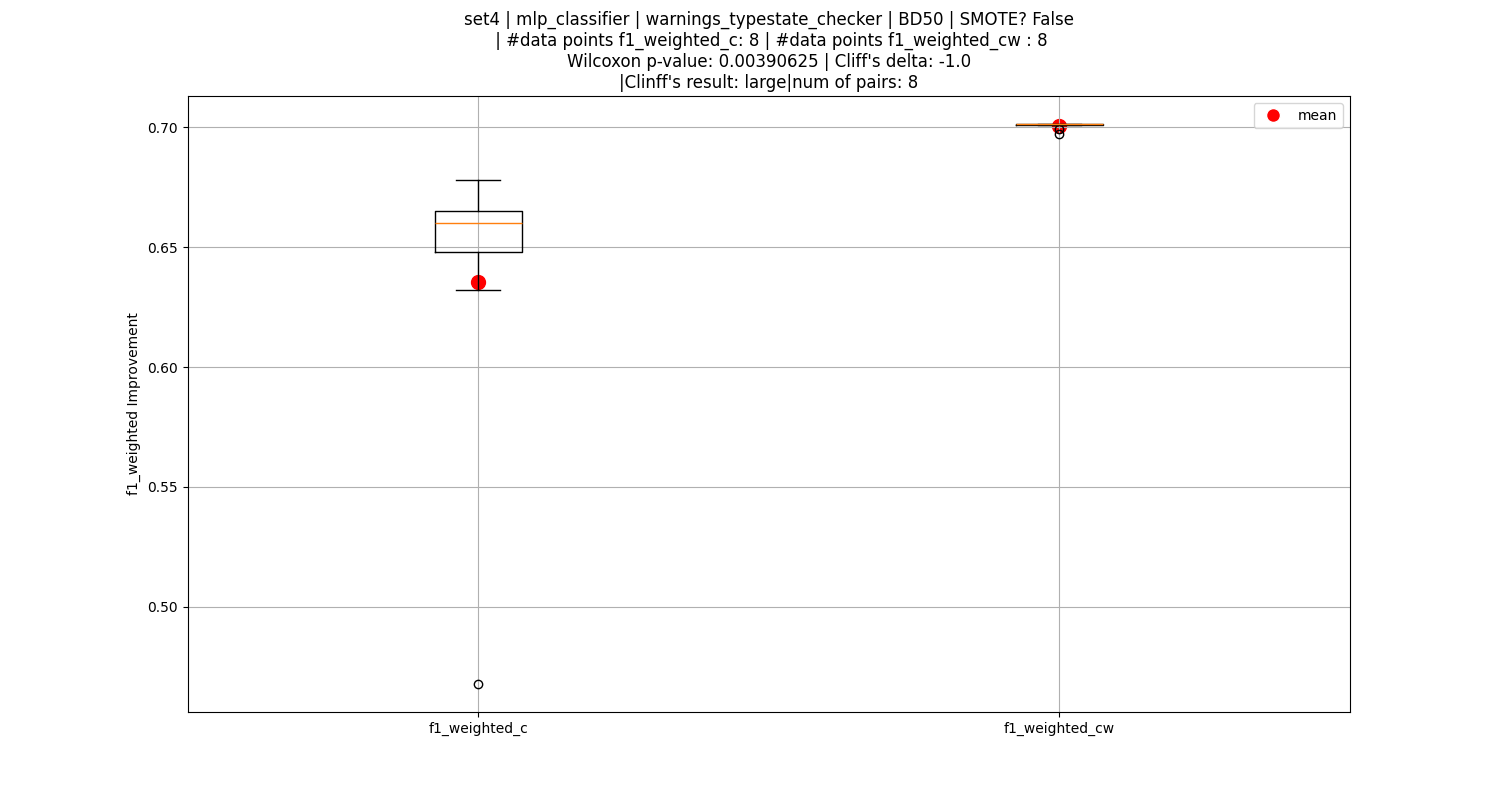 set4 | mlp_classifier | warnings_typestate_checker | BD50 | SMOTE? False
| #data points f1_weighted_c: 8 | #data points f1_weighted_cw : 8
Wilcoxon p-value: 0.00390625 | Cliff's delta: -1.0
|Clinff's result: large|num of pairs: 8
mean
0.70
0.65
0.60
0.55
0.50
f1_weighted Improvement
f1_weighted_c
f1_weighted_cw